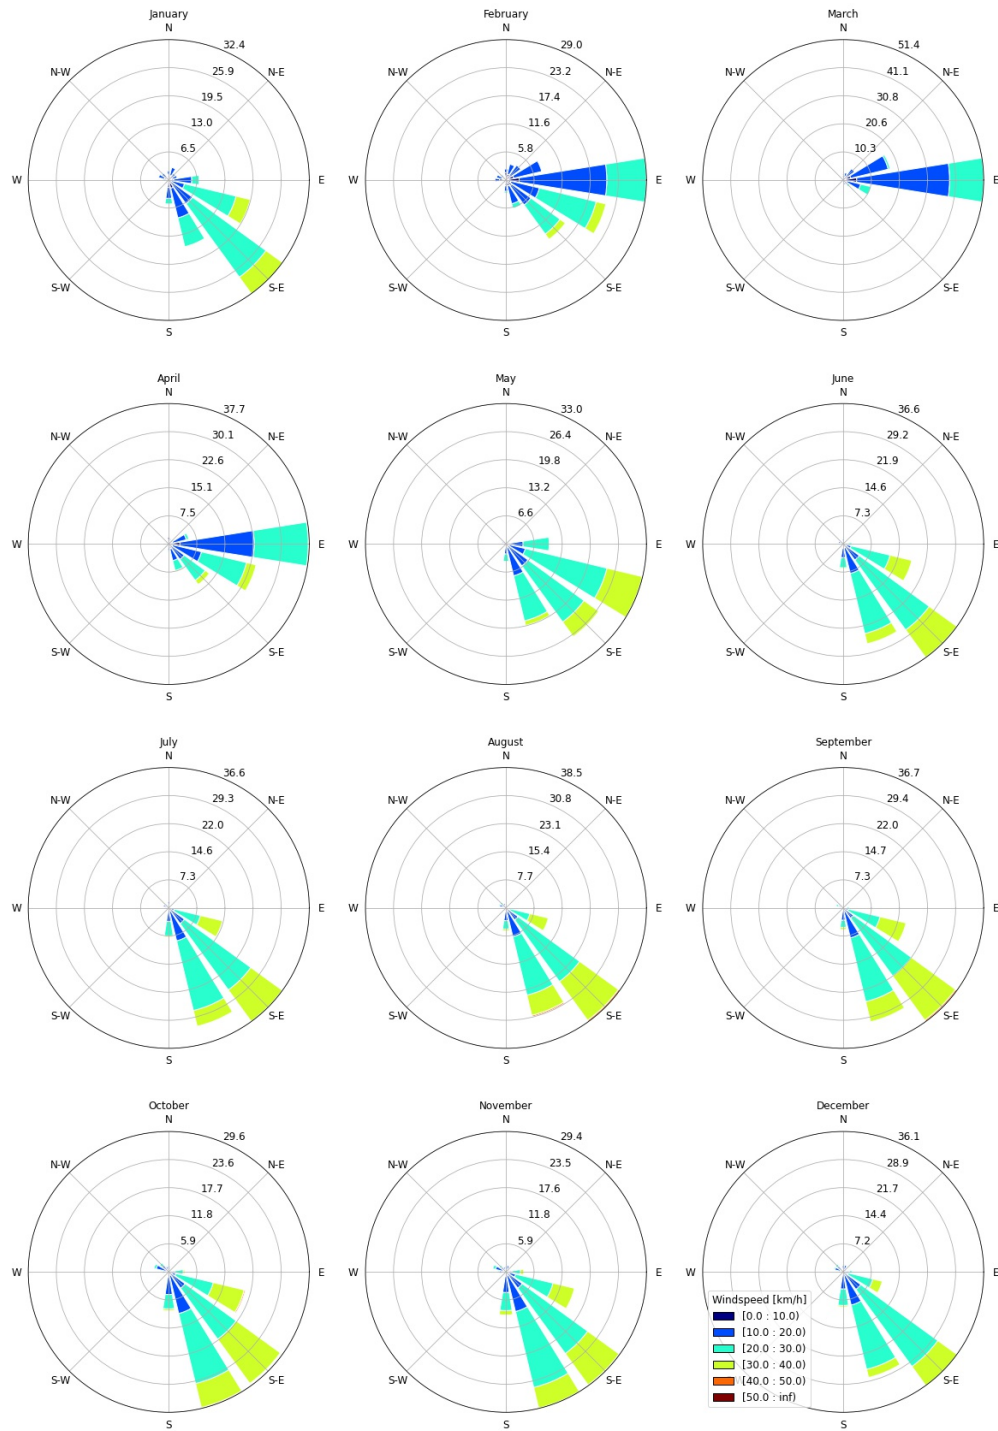 January
N
32.4
25.9
19.5
13.0
6.5
N-W
N-E
W
E
S-W
S-E
S
February
N
29.0
23.2
17.4
11.6
5.8
N-W
N-E
W
E
S-W
S-E
S
March
N
51.4
41.1
30.8
20.6
10.3
N-W
N-E
W
E
S-W
S-E
S
April
N
37.7
30.1
22.6
15.1
7.5
N-W
N-E
W
E
S-W
S-E
S
May
N
33.0
26.4
19.8
13.2
6.6
N-W
N-E
W
E
S-W
S-E
S
June
N
36.6
29.2
21.9
14.6
7.3
N-W
N-E
W
E
S-W
S-E
S
July
N
36.6
29.3
22.0
14.6
7.3
N-W
N-E
W
E
S-W
S-E
S
August
N
38.5
30.8
23.1
15.4
7.7
N-W
N-E
W
E
S-W
S-E
S
September
N
36.7
29.4
22.0
14.7
7.3
N-W
N-E
W
E
S-W
S-E
S
October
N
29.6
23.6
17.7
11.8
5.9
N-W
N-E
W
E
S-W
S-E
S
November
N
29.4
23.5
17.6
11.8
5.9
N-W
N-E
W
E
S-W
S-E
S
December
N
36.1
28.9
21.7
14.4
7.2
N-W
N-E
W
E
S-E
S
Windspeed [km/h]
[0.0 : 10.0)
[10.0 : 20.0)
[20.0 : 30.0)
[30.0 : 40.0)
[40.0 : 50.0)
[50.0 : inf)